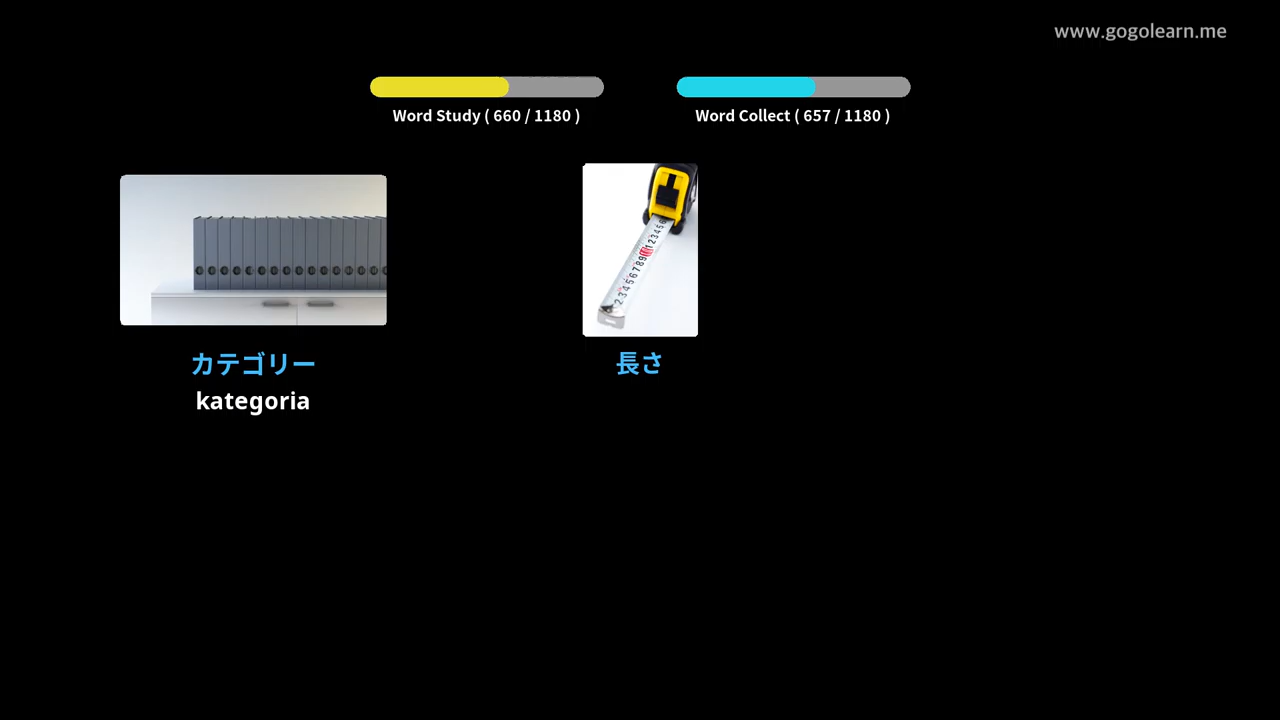 www.gogolearn.me
Word Study ( 660 / 1180 )
Word Collect ( 657 / 1180 )
カテゴリー
kategoria
長さ